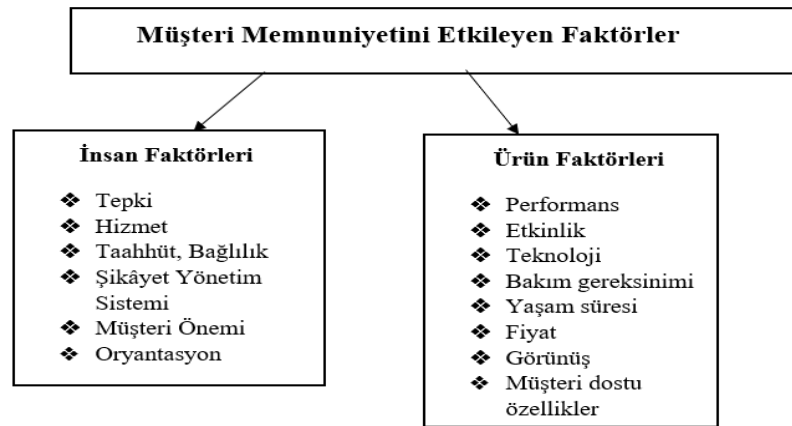 Müşteri Memnuniyetini Etkileyen Faktörler
İnsan Faktörleri
❖ Tepki
❖ Hizmet
❖ Taahhüt, Bağlılık
❖ Şikâyet Yönetim
Sistemi
❖ Müşteri Önemi
❖ Oryantasyon
Ürün Faktörleri
❖ Performans
❖ Etkinlik
❖ Teknoloji
❖ Bakım gereksinimi
❖ Yaşam süresi
❖ Fiyat
❖ Görünüş
❖ Müşteri dostu
özellikler